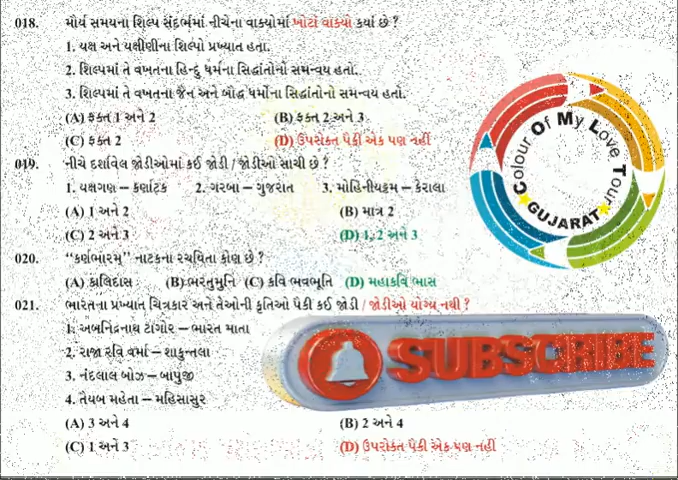 018. મૌર્ય સમયના શિલ્પ સંદર્ભમાં નીચેના વાક્યોમાં ખોટાં વાક્યો કયાં છે ?
1. યક્ષ અને યક્ષીણીના શિલ્પો પ્રખ્યાત હતા.
2. શિલ્પમાં તે વખતના હિન્દુ ધર્મના સિદ્ધાંતોનો સમન્વય હતો.
3. શિલ્પમાં તે વખતના જૈન અને બૌદ્ધ ધર્મોના સિદ્ધાંતોનો સમન્વય હતો.
(A) ફક્ત 1 અને 2 (B) ફક્ત 2 અને 3
(C) ફક્ત 2 (D) ઉપરોક્ત પૈકી એક પણ નહીં
019. નીચે દર્શાવેલ જોડીઓમાં કઈ જોડી / જોડીઓ સાચી છે ?
1. યક્ષગણ – કર્ણાટક 2. ગરબા – ગુજરાત 3. મોહિનીયટ્ટમ – કેરાલા
(A) 1 અને 2 (B) માત્ર 2
(C) 2 અને 3 (D) 1, 2 અને 3
020. "કર્ણભારમ્" નાટકના રચયિતા કોણ છે ?
(A) કાલિદાસ (B) ભરતમુનિ (C) કવિ ભવભૂતિ (D) મહાકવિ ભાસ
021. ભારતના પ્રખ્યાત ચિત્રકાર અને તેઓની કૃતિઓ પૈકી કઈ જોડી / જોડીઓ યોગ્ય નથી ?
1. અબનિંદ્રનાથ ટાગોર – ભારત માતા
2. રાજા રવિ વર્મા – શાકુન્તલા
3. નંદલાલ બોઝ – બાપુજી
4. તૈયબ મહેતા – મહિસાસુર
(A) 3 અને 4 (B) 2 અને 4
(C) 1 અને 3 (D) ઉપરોક્ત પૈકી એક પણ નહીં
Colour Of My Love Tour
GUJARAT
SUBSCRIBE